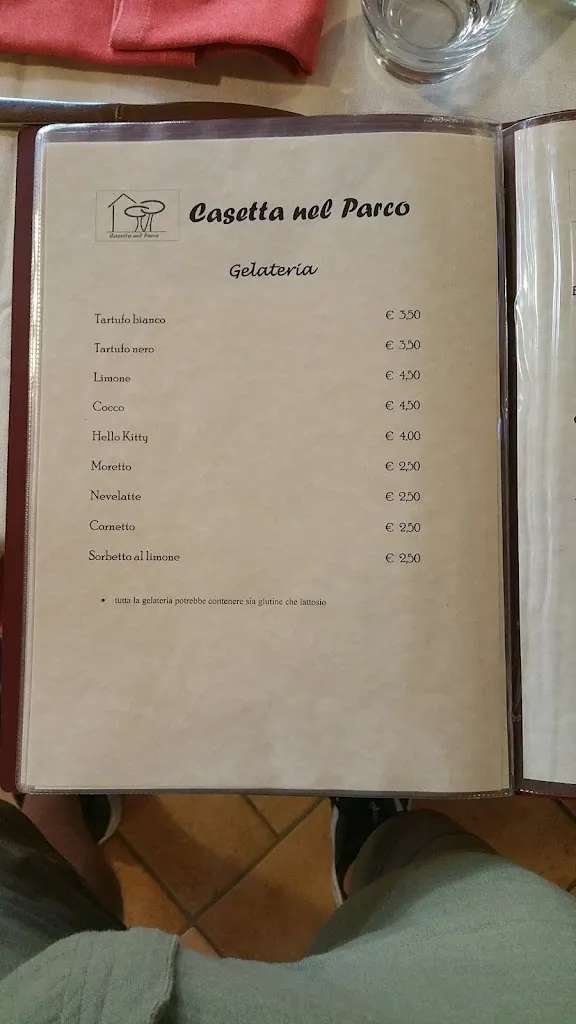 Casetta nel Parco
Casetta nel Parco
Gelateria
Tartufo bianco € 3,50
Tartufo nero € 3,50
Limone € 4,50
Cocco € 4,50
Hello Kitty € 4,00
Moretto € 2,50
Nevelatte € 2,50
Cornetto € 2,50
Sorbetto al limone € 2,50
• tutta la gelateria potrebbe contenere sia glutine che lattosio